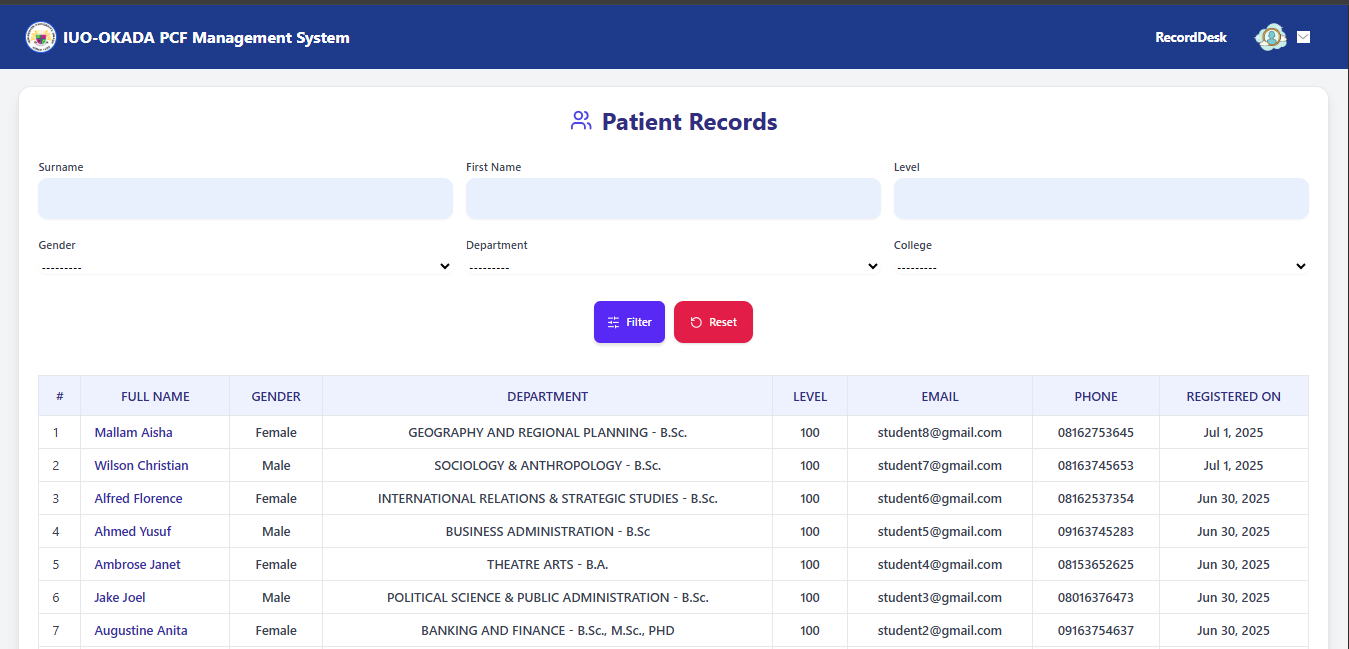 IUO-OKADA PCF Management System RecordDesk
Patient Records
Surname First Name Level
Gender Department College
--------- --------- ---------
Filter Reset
# FULL NAME GENDER DEPARTMENT LEVEL EMAIL PHONE REGISTERED ON
1 Mallam Aisha Female GEOGRAPHY AND REGIONAL PLANNING - B.Sc. 100 student8@gmail.com 08162753645 Jul 1, 2025
2 Wilson Christian Male SOCIOLOGY & ANTHROPOLOGY - B.Sc. 100 student7@gmail.com 08163745653 Jul 1, 2025
3 Alfred Florence Female INTERNATIONAL RELATIONS & STRATEGIC STUDIES - B.Sc. 100 student6@gmail.com 08162537354 Jun 30, 2025
4 Ahmed Yusuf Male BUSINESS ADMINISTRATION - B.Sc 100 student5@gmail.com 09163745283 Jun 30, 2025
5 Ambrose Janet Female THEATRE ARTS - B.A. 100 student4@gmail.com 08153652625 Jun 30, 2025
6 Jake Joel Male POLITICAL SCIENCE & PUBLIC ADMINISTRATION - B.Sc. 100 student3@gmail.com 08016376473 Jun 30, 2025
7 Augustine Anita Female BANKING AND FINANCE - B.Sc., M.Sc., PHD 100 student2@gmail.com 09163754637 Jun 30, 2025